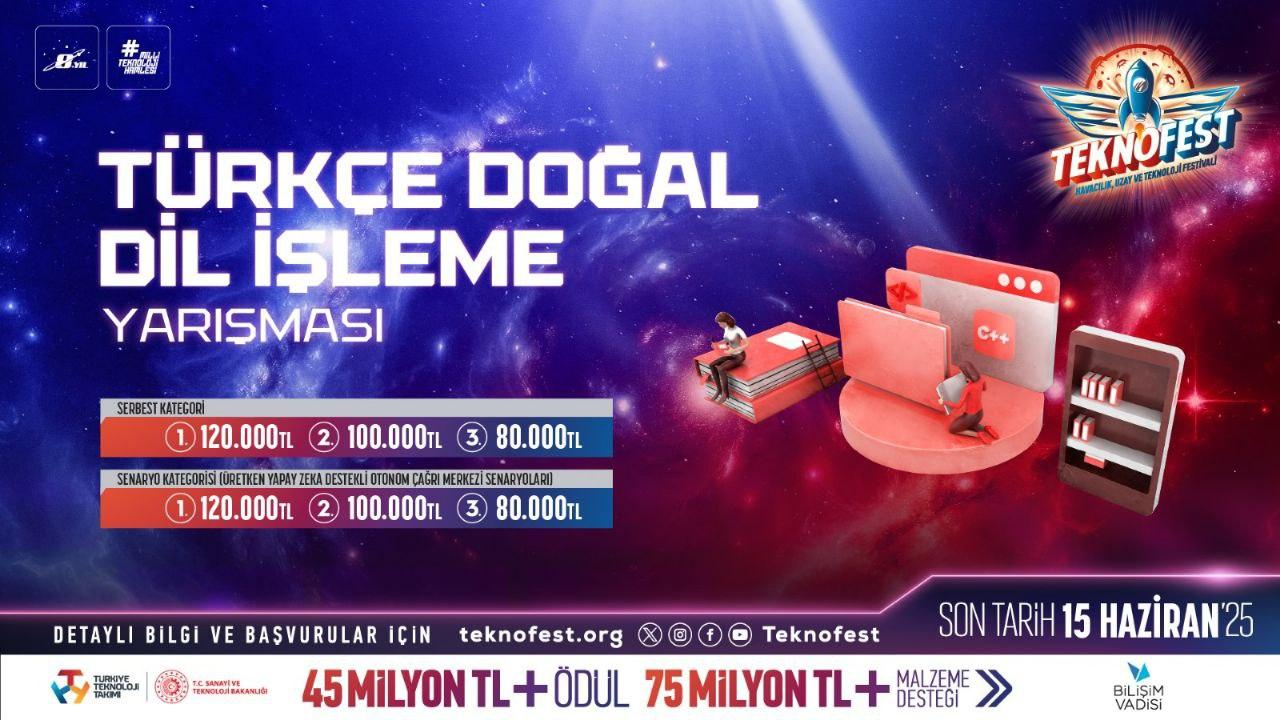 8.YIL
# MİLLİ
TEKNOLOJİ
HAMLESİ
TEKNOFEST
HAVACILIK, UZAY VE TEKNOLOJİ FESTİVALİ
TÜRKÇE DOĞAL
DİL İŞLEME
YARIŞMASI
</>
C++
SERBEST KATEGORİ
1. 120.000TL 2. 100.000TL 3. 80.000TL
SENARYO KATEGORİSİ (ÜRETKEN YAPAY ZEKA DESTEKLİ OTONOM ÇAĞRI MERKEZİ SENARYOLARI)
1. 120.000TL 2. 100.000TL 3. 80.000TL
SON TARİH 15 HAZİRAN'25
DETAYLI BİLGİ VE BAŞVURULAR İÇİN teknofest.org Teknofest
TÜRKİYE
TEKNOLOJİ
TAKIMI
T.C. SANAYİ VE
TEKNOLOJİ BAKANLIĞI
45 MİLYON TL+ ÖDÜL 75 MİLYON TL+ MALZEME
DESTEĞİ
BİLİŞİM
VADİSİ